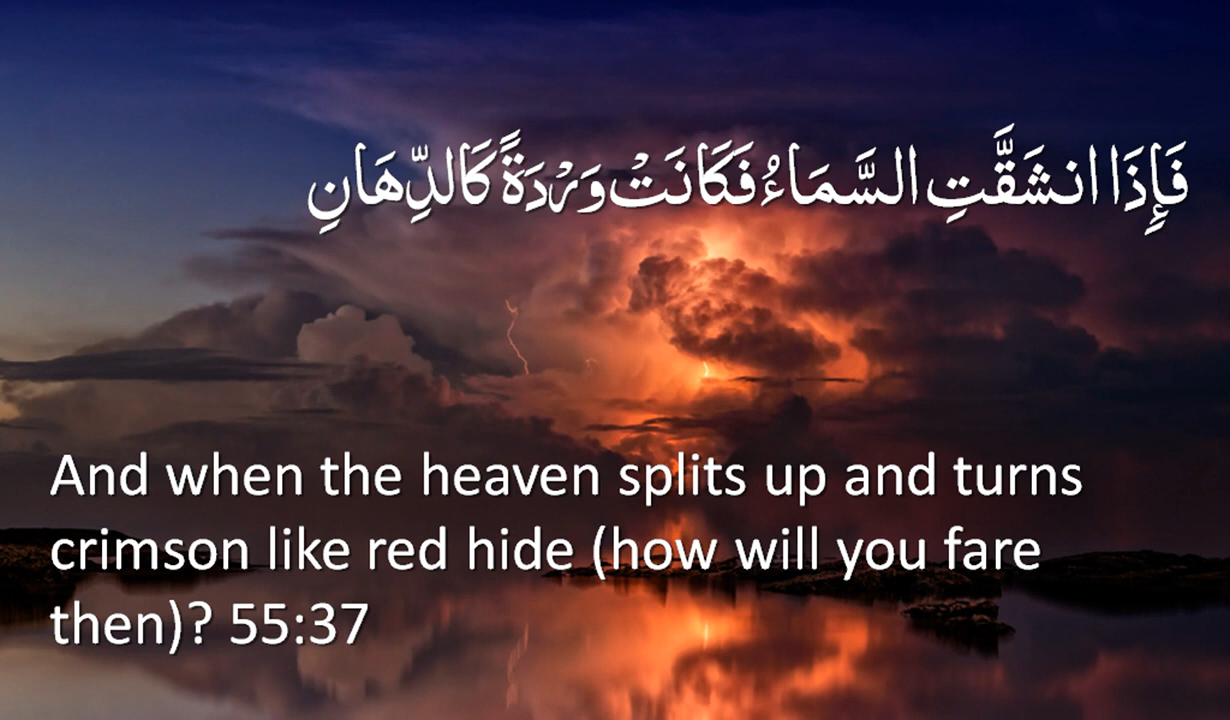 فَإِذَا انشَقَّتِ السَّمَاءُ فَكَانَتْ وَرْدَةً كَالدِّهَانِ
And when the heaven splits up and turns
crimson like red hide (how will you fare
then)? 55:37